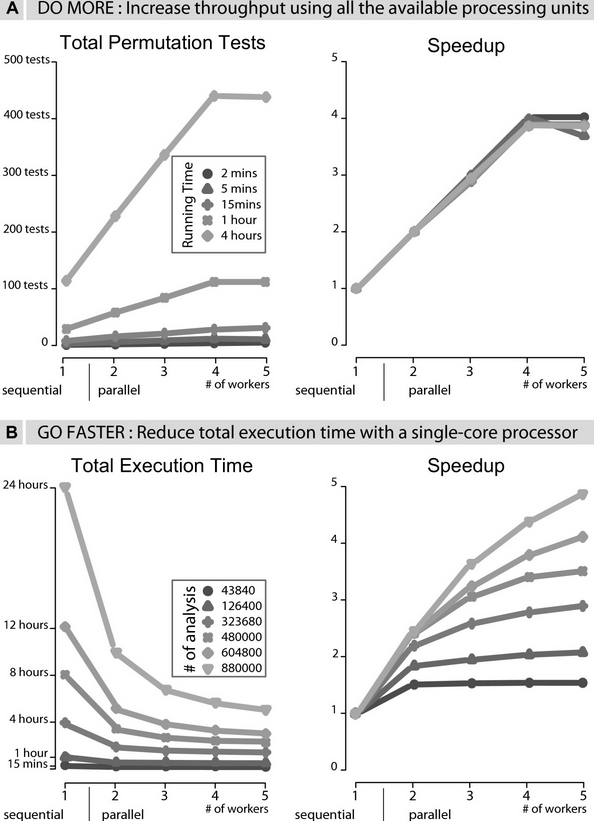 A DO MORE : Increase throughput using all the available processing units
Total Permutation Tests
500 tests
400 tests
300 tests
200 tests
100 tests
0
Running Time
2 mins
5 mins
15mins
1 hour
4 hours
1 2 3 4 5
sequential parallel # of workers
Speedup
5
4
3
2
1
0
1 2 3 4 5
sequential parallel # of workers
B GO FASTER : Reduce total execution time with a single-core processor
Total Execution Time
24 hours
12 hours
8 hours
4 hours
1 hour
15 mins
# of analysis
43840
126400
323680
480000
604800
880000
1 2 3 4 5
sequential parallel # of workers
Speedup
5
4
3
2
1
0
1 2 3 4 5
sequential parallel # of workers